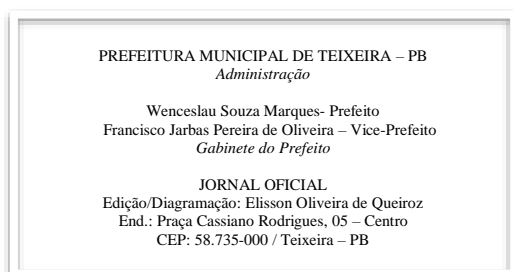 PREFEITURA MUNICIPAL DE TEIXEIRA – PB
Administração
Wenceslau Souza Marques- Prefeito
Francisco Jarbas Pereira de Oliveira – Vice-Prefeito
Gabinete do Prefeito
JORNAL OFICIAL
Edição/Diagramação: Elisson Oliveira de Queiroz
End.: Praça Cassiano Rodrigues, 05 – Centro
CEP: 58.735-000 / Teixeira – PB